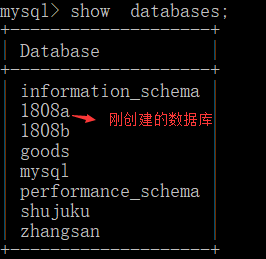 mysql> show  databases;
+--------------------+
| Database           |
+--------------------+
| information_schema |
| 1808a              | 刚创建的数据库
| 1808b              |
| goods              |
| mysql              |
| performance_schema |
| shujuku            |
| zhangsan           |
+--------------------+